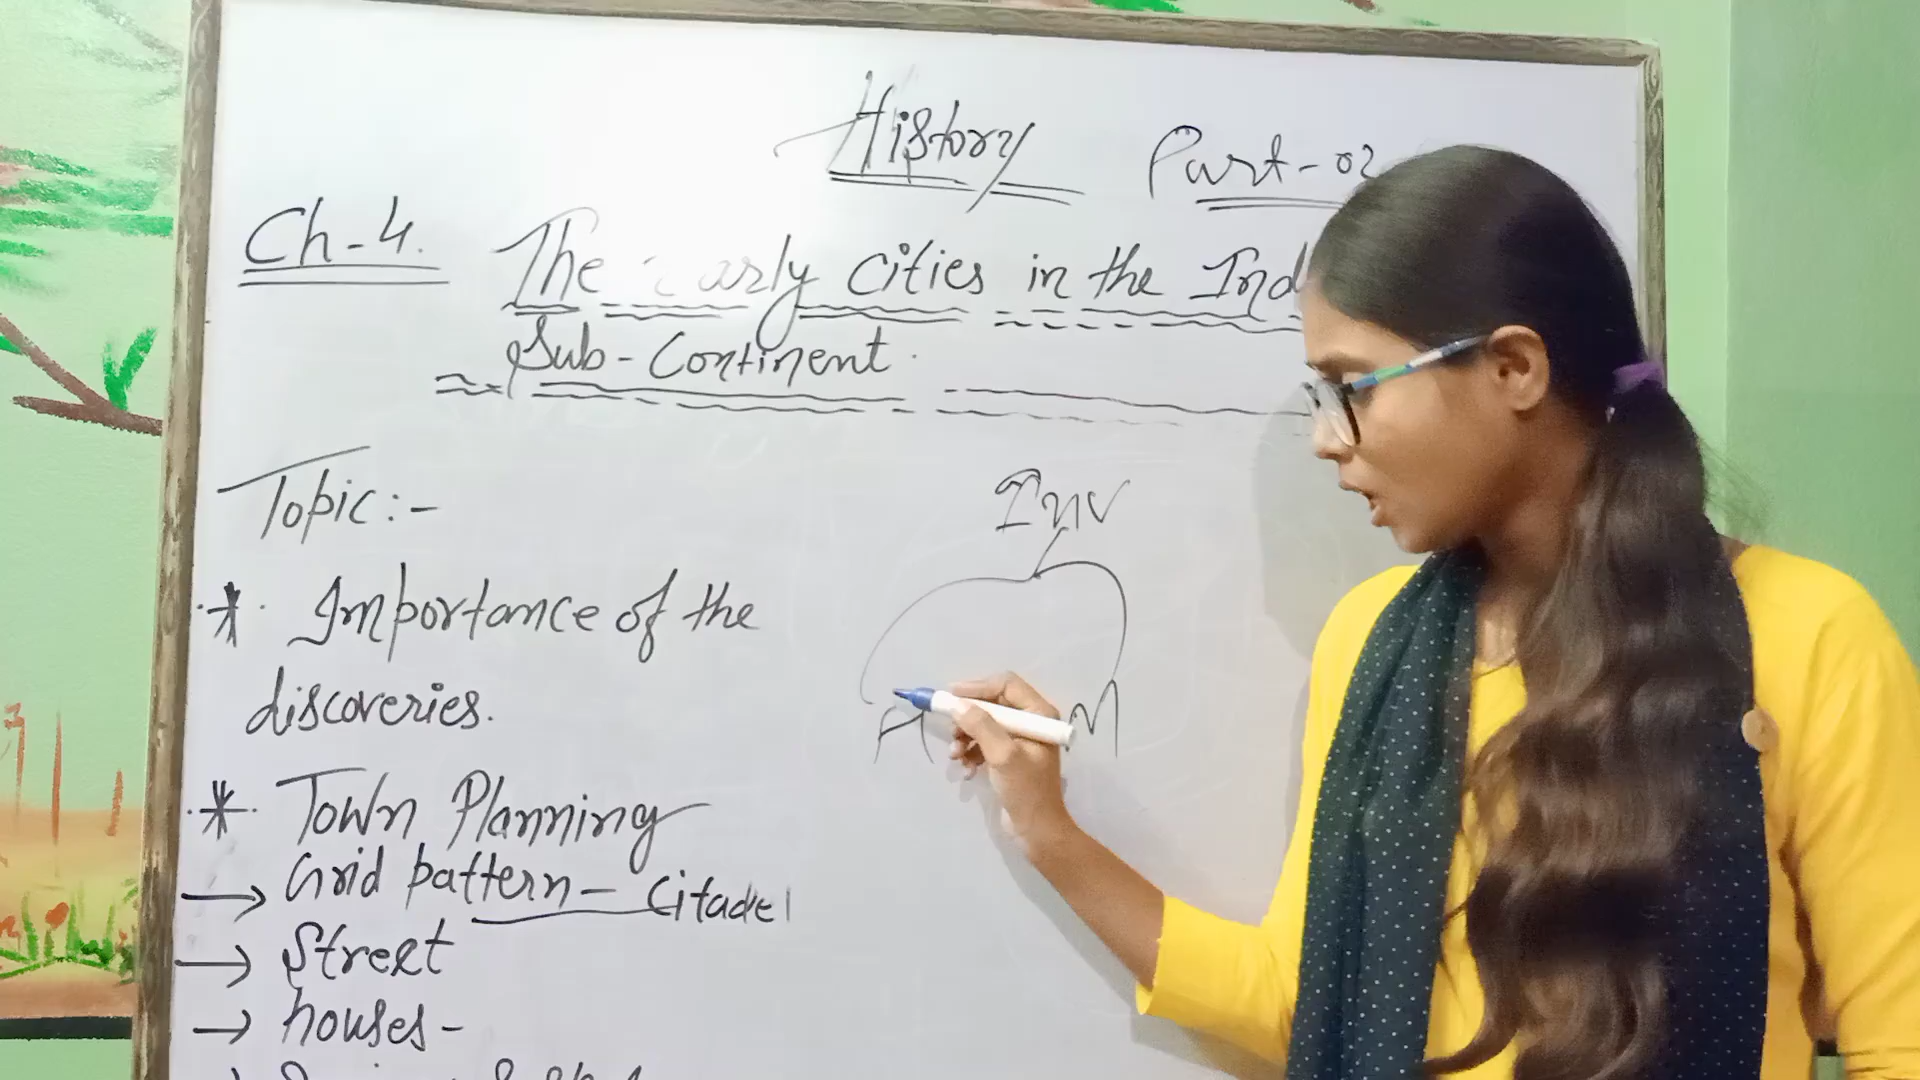 History Part-02
Ch-4. The Early Cities in the Ind
Sub-Continent.
Topic:-
* Importance of the
discoveries.
* Town Planning
→ Grid pattern - Citadel
→ Street
→ houses -
Inv
H M